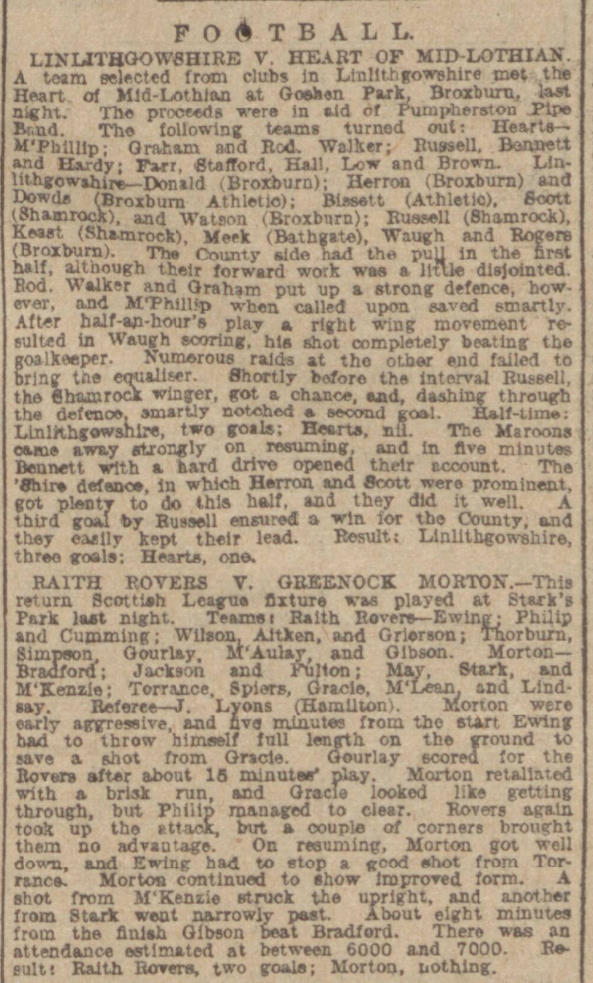 FOOTBALL.
LINLITHGOWSHIRE V. HEART OF MID-LOTHIAN.
A team selected from clubs in Linlithgowshire met the
Heart of Mid-Lothian at Goshen Park, Broxburn, last
night. The proceeds were in aid of Pumpherston Pipe
Band. The following teams turned out: Hearts—
M'Phillip; Graham and Rod. Walker; Russell, Bennett
and Hardy; Farr, Stafford, Hall, Low and Brown. Lin-
lithgowshire—Donald (Broxburn); Herron (Broxburn) and
Dowds (Broxburn Athletic); Bissett (Athletic), Scott
(Shamrock), and Watson (Broxburn); Russell (Shamrock),
Keast (Shamrock), Meek (Bathgate), Waugh and Rogers
(Broxburn). The County side had the pull in the first
half, although their forward work was a little disjointed.
Rod. Walker and Graham put up a strong defence, how-
ever, and M'Phillip when called upon saved smartly.
After half-an-hour's play a right wing movement re-
sulted in Waugh scoring, his shot completely beating the
goalkeeper. Numerous raids at the other end failed to
bring the equaliser. Shortly before the interval Russell,
the Shamrock winger, got a chance, and, dashing through
the defence, smartly notched a second goal. Half-time:
Linlithgowshire, two goals; Hearts, nil. The Maroons
came away strongly on resuming, and in five minutes
Bennett with a hard drive opened their account. The
'Shire defence, in which Herron and Scott were prominent,
got plenty to do this half, and they did it well. A
third goal by Russell ensured a win for the County, and
they easily kept their lead. Result: Linlithgowshire,
three goals; Hearts, one.
RAITH ROVERS V. GREENOCK MORTON.—This
return Scottish League fixture was played at Stark's
Park last night. Teams: Raith Rovers—Ewing; Philip
and Cumming; Wilson, Aitken, and Grierson; Thorburn,
Simpson, Gourlay, M'Aulay, and Gibson. Morton—
Bradford; Jackson and Fulton; May, Stark, and
M'Kenzie; Torrance, Spiers, Gracie, M'Lean, and Lind-
say. Referee—J. Lyons (Hamilton). Morton were
early aggressive, and five minutes from the start Ewing
had to throw himself full length on the ground to
save a shot from Gracie. Gourlay scored for the
Rovers after about 15 minutes' play. Morton retaliated
with a brisk run, and Gracie looked like getting
through, but Philip managed to clear. Rovers again
took up the attack, but a couple of corners brought
them no advantage. On resuming, Morton got well
down, and Ewing had to stop a good shot from Tor-
rance. Morton continued to show improved form. A
shot from M'Kenzie struck the upright, and another
from Stark went narrowly past. About eight minutes
from the finish Gibson beat Bradford. There was an
attendance estimated at between 6000 and 7000. Re-
sult: Raith Rovers, two goals; Morton, nothing.